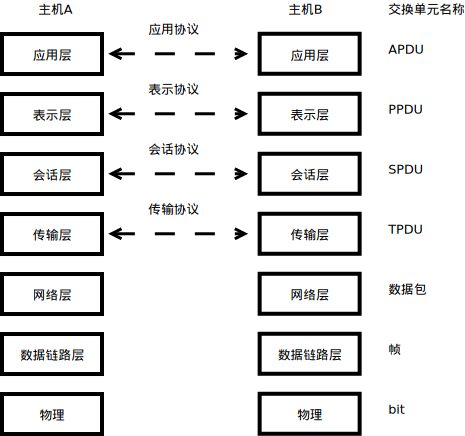 主机A 主机B 交换单元名称
应用协议
应用层 应用层 APDU
表示协议
表示层 表示层 PPDU
会话协议
会话层 会话层 SPDU
传输协议
传输层 传输层 TPDU
网络层 网络层 数据包
数据链路层 数据链路层 帧
物理 物理 bit